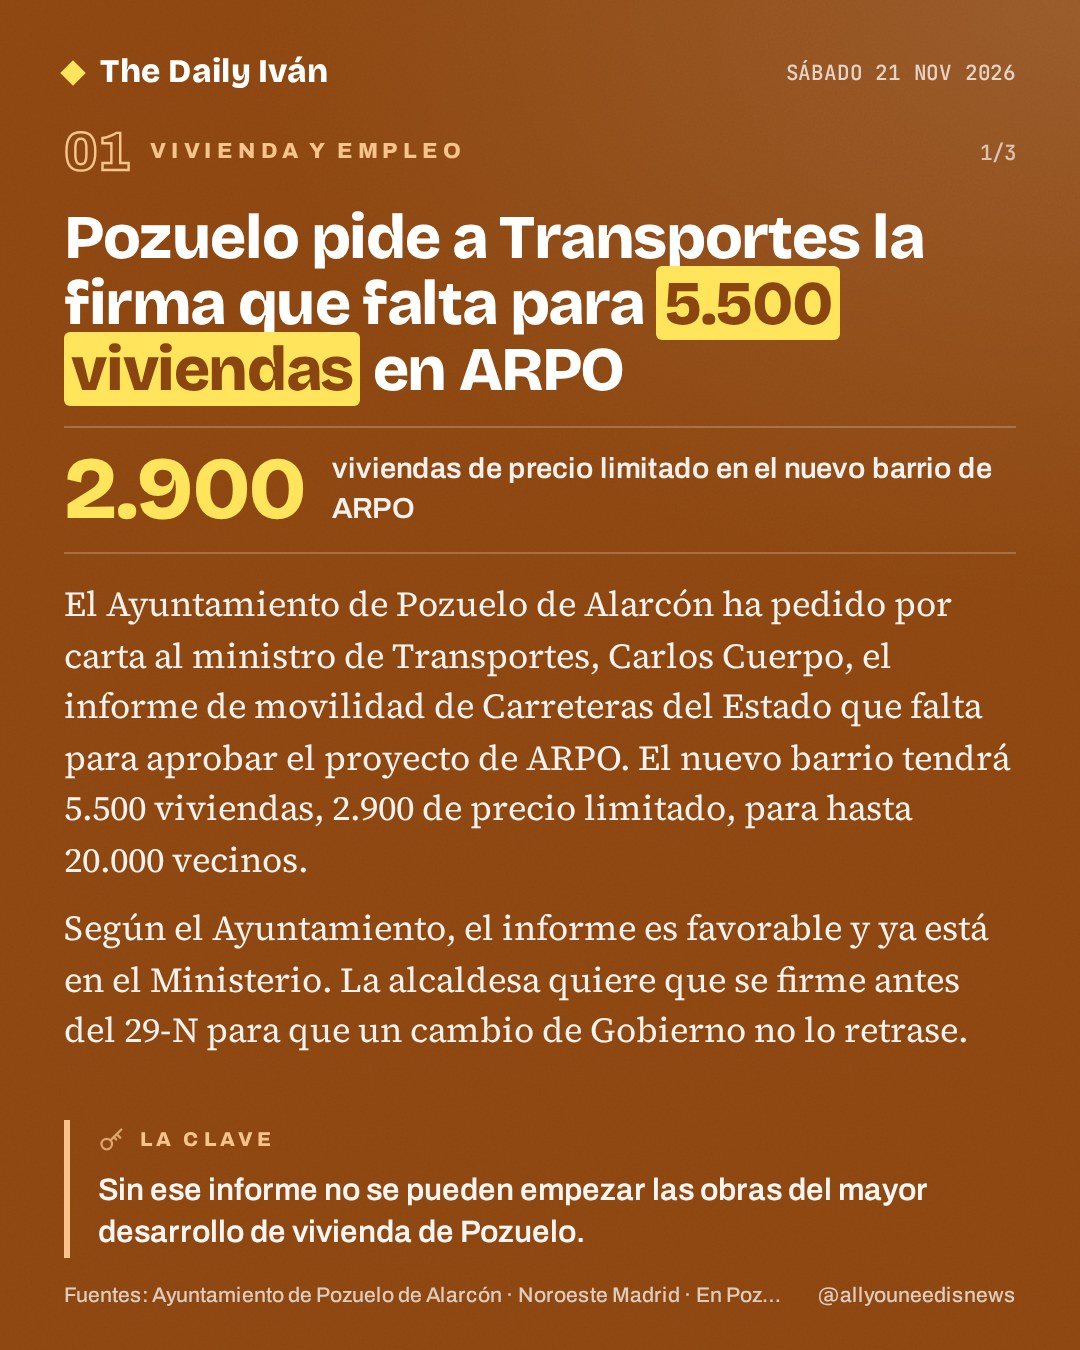 The Daily Iván
SÁBADO 21 NOV 2026
01 VIVIENDA Y EMPLEO
1/3
Pozuelo pide a Transportes la
firma que falta para 5.500
viviendas en ARPO
2.900
viviendas de precio limitado en el nuevo barrio de
ARPO
El Ayuntamiento de Pozuelo de Alarcón ha pedido por
carta al ministro de Transportes, Carlos Cuerpo, el
informe de movilidad de Carreteras del Estado que falta
para aprobar el proyecto de ARPO. El nuevo barrio tendrá
5.500 viviendas, 2.900 de precio limitado, para hasta
20.000 vecinos.
Según el Ayuntamiento, el informe es favorable y ya está
en el Ministerio. La alcaldesa quiere que se firme antes
del 29-N para que un cambio de Gobierno no lo retrase.
LA CLAVE
Sin ese informe no se pueden empezar las obras del mayor
desarrollo de vivienda de Pozuelo.
Fuentes: Ayuntamiento de Pozuelo de Alarcón · Noroeste Madrid · En Poz...
@allyouneedisnews